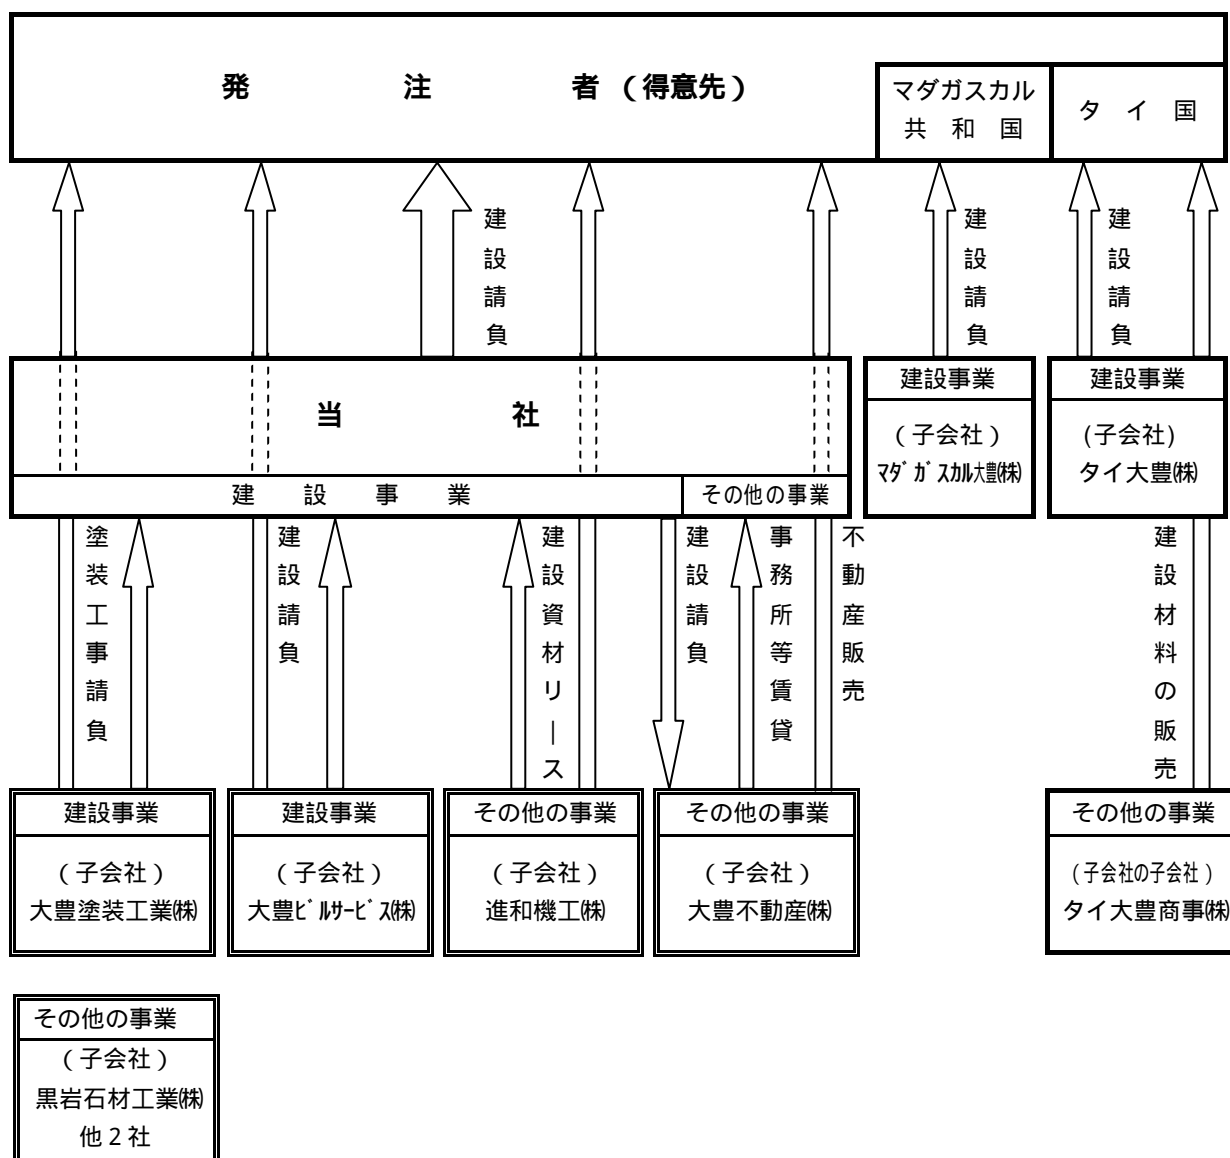 発 注 者 ( 得意先 )
マダガスカル
共 和 国
タ イ 国
建設請負
建設請負
建設請負
当 社
建 設 事 業
その他の事業
建設事業
( 子会社 )
マダガスカル大豊㈱
建設事業
(子会社)
タイ大豊㈱
塗装工事請負
建設請負
建設資材リース
建設請負
事務所等賃貸
不動産販売
建設材料の販売
建設事業
( 子会社 )
大豊塗装工業㈱
建設事業
( 子会社 )
大豊ビルサービス㈱
その他の事業
( 子会社 )
進和機工㈱
その他の事業
( 子会社 )
大豊不動産㈱
その他の事業
( 子会社の子会社 )
タイ大豊商事㈱
その他の事業
( 子会社 )
黒岩石材工業㈱
他 2 社